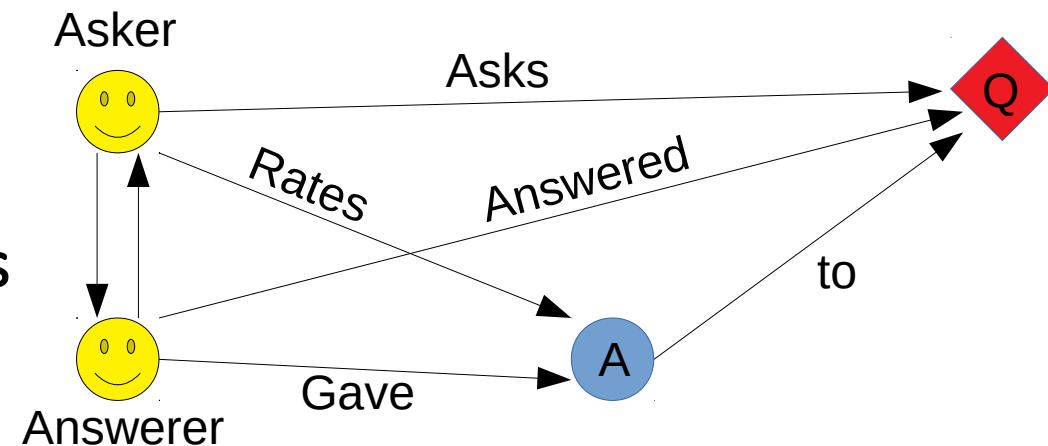 Asker
Asks
Q
Rates
Answered
s
to
A
Gave
Answerer